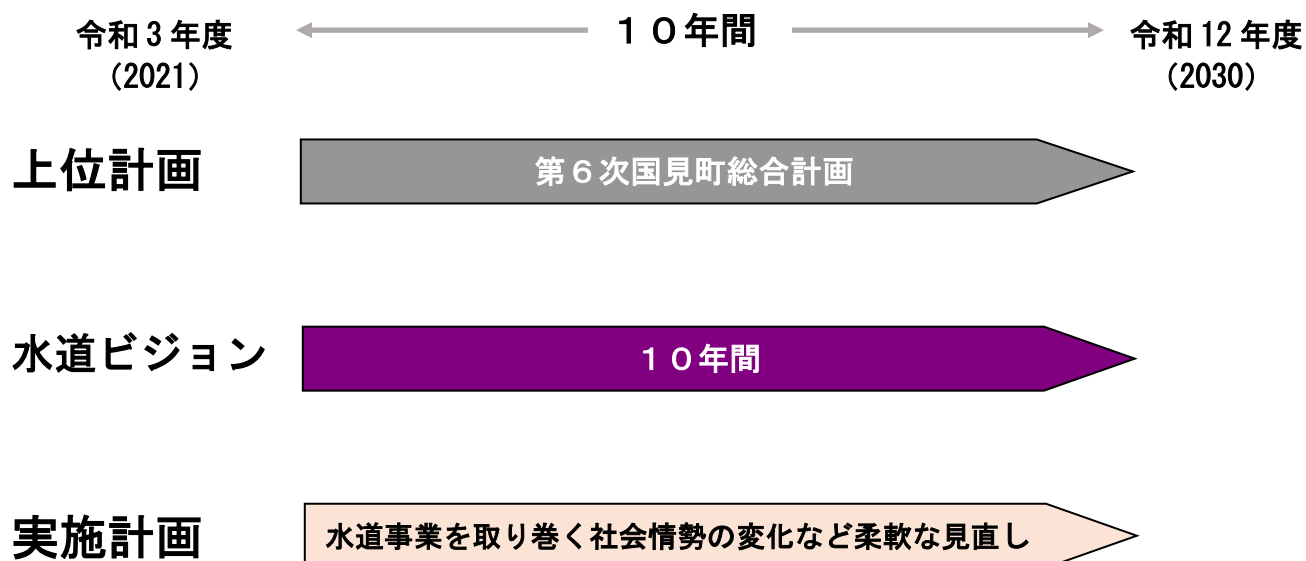 令和３年度
（2021）
１０年間
令和 12 年度
（2030）
上位計画
第６次国見町総合計画
水道ビジョン
１０年間
実施計画
水道事業を取り巻く社会情勢の変化など柔軟な見直し